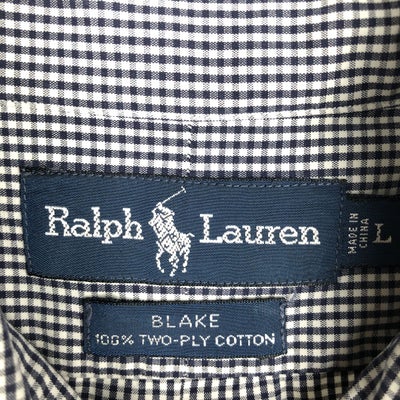 Ralph Lauren
MADE IN
CHINA
L
BLAKE
100% TWO-PLY COTTON